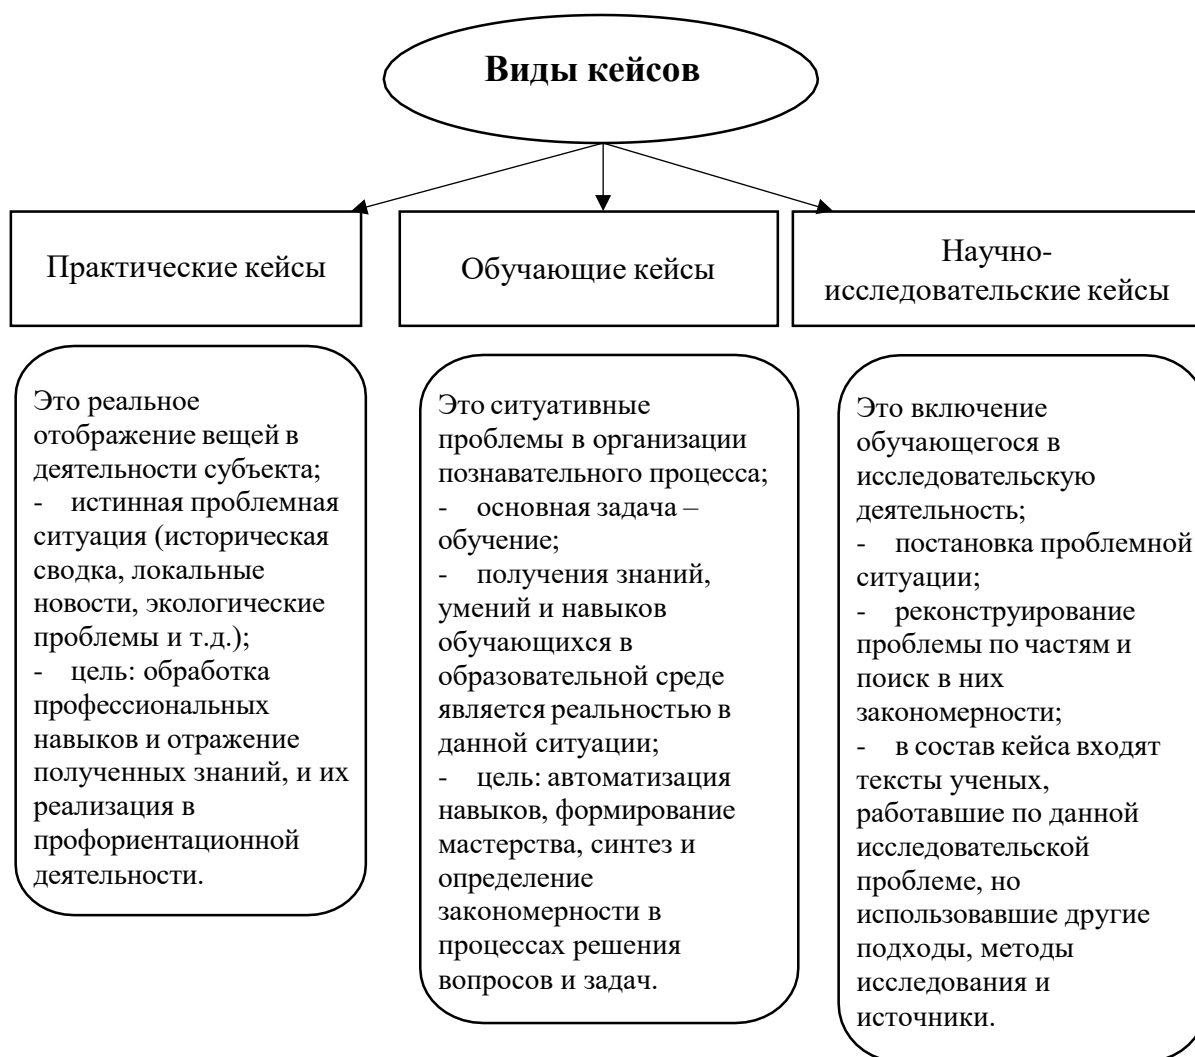 Виды кейсов
Практические кейсы
Обучающие кейсы
Научно-
исследовательские кейсы
Это реальное
отображение вещей в
деятельности субъекта;
- истинная проблемная
ситуация (историческая
сводка, локальные
новости, экологические
проблемы и т.д.);
- цель: обработка
профессиональных
навыков и отражение
полученных знаний, и их
реализация в
профориентационной
деятельности.
Это ситуативные
проблемы в организации
познавательного процесса;
- основная задача –
обучение;
- получения знаний,
умений и навыков
обучающихся в
образовательной среде
является реальностью в
данной ситуации;
- цель: автоматизация
навыков, формирование
мастерства, синтез и
определение
закономерности в
процессах решения
вопросов и задач.
Это включение
обучающегося в
исследовательскую
деятельность;
- постановка проблемной
ситуации;
- реконструирование
проблемы по частям и
поиск в них
закономерности;
- в состав кейса входят
тексты ученых,
работавшие по данной
исследовательской
проблеме, но
использовавшие другие
подходы, методы
исследования и
источники.